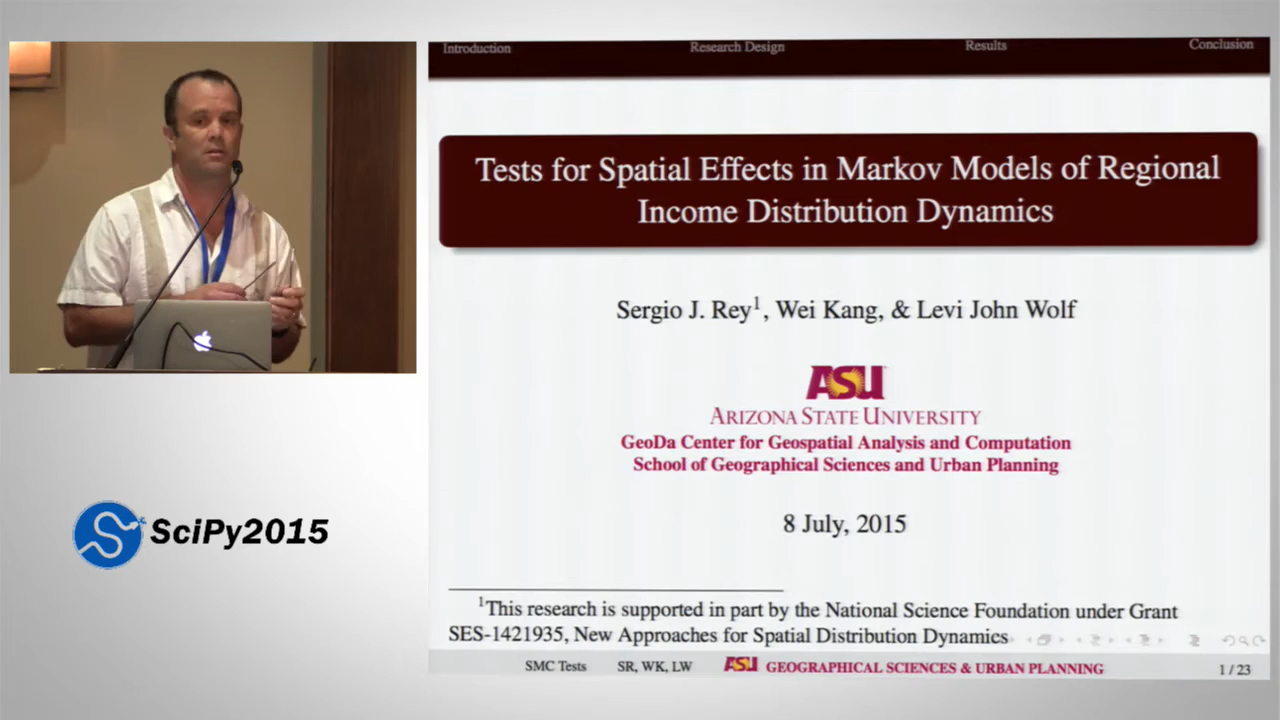 Introduction Research Design Results Conclusion
Tests for Spatial Effects in Markov Models of Regional
Income Distribution Dynamics
Sergio J. Rey1, Wei Kang, & Levi John Wolf
ASU
ARIZONA STATE UNIVERSITY
GeoDa Center for Geospatial Analysis and Computation
School of Geographical Sciences and Urban Planning
8 July, 2015
1This research is supported in part by the National Science Foundation under Grant
SES-1421935, New Approaches for Spatial Distribution Dynamics
SMC Tests SR, WK, LW ASU GEOGRAPHICAL SCIENCES & URBAN PLANNING 1 / 23
SciPy2015